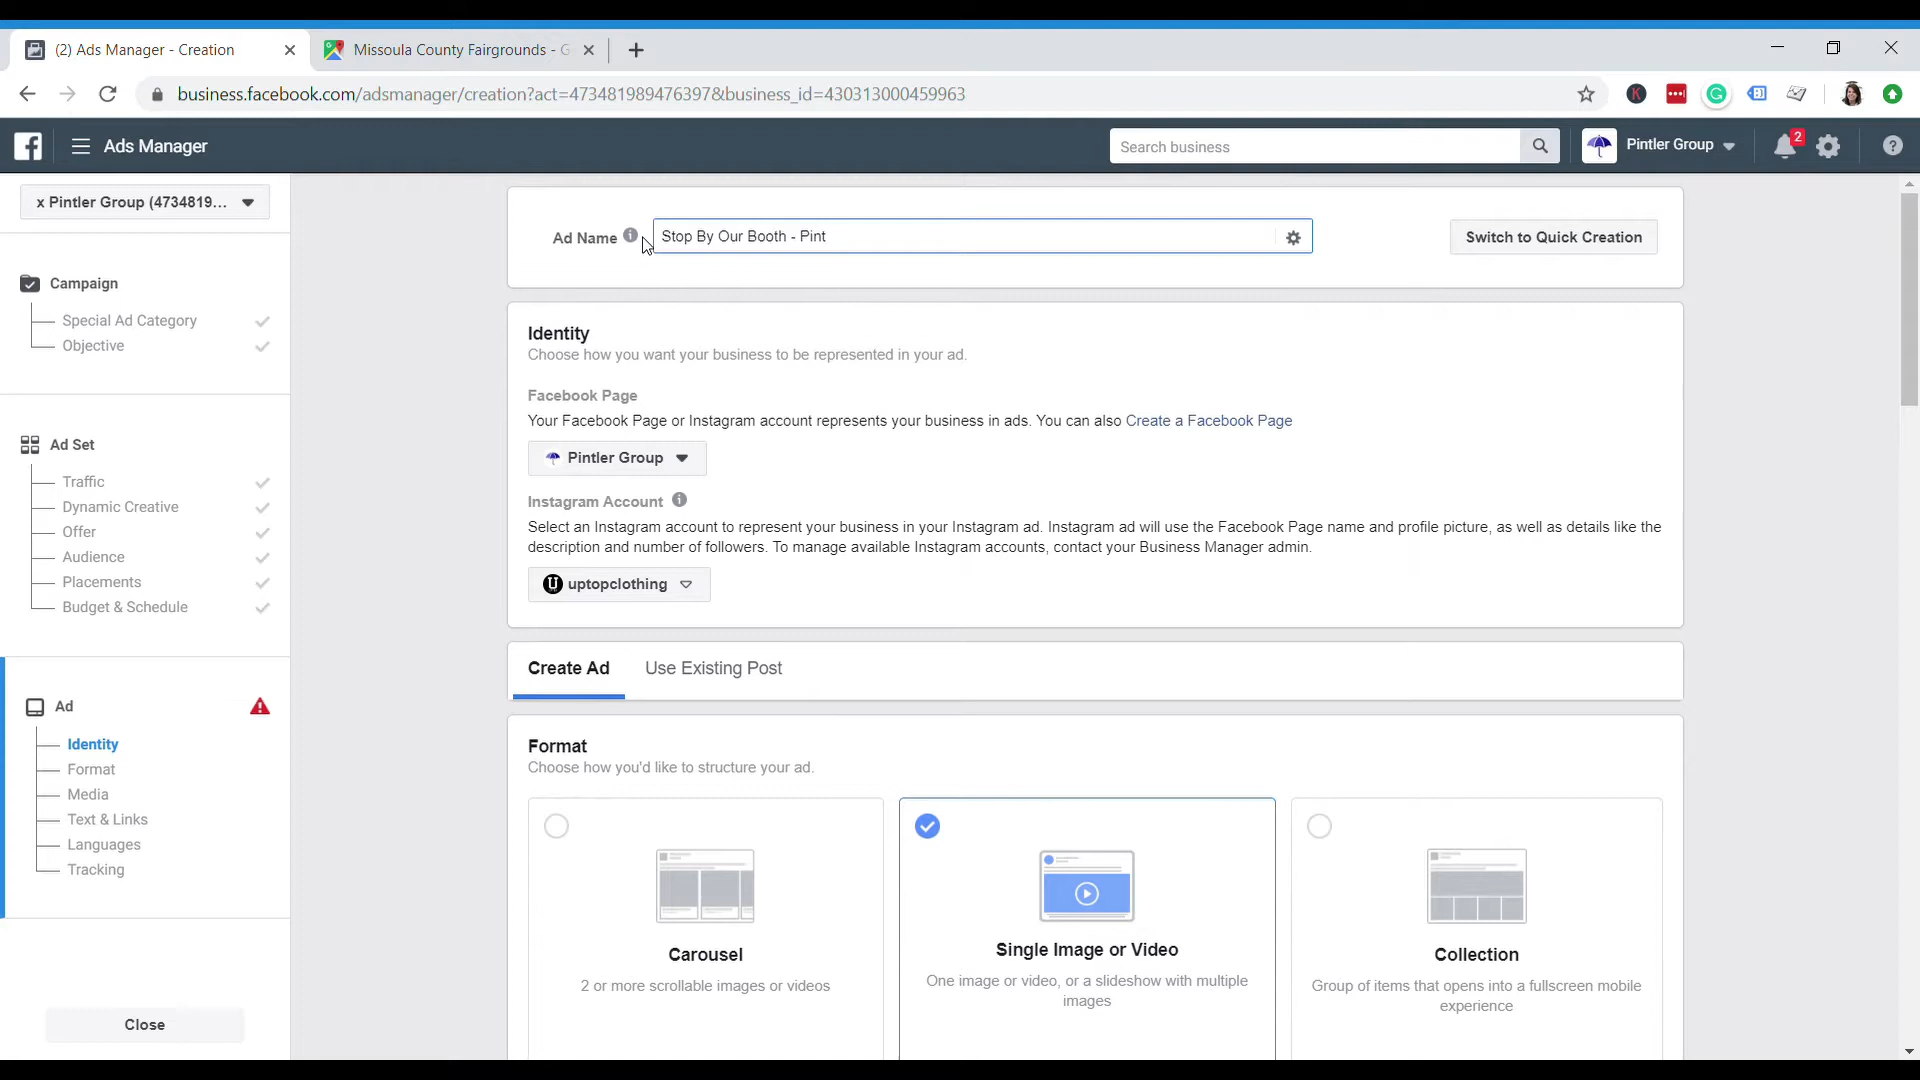 (2) Ads Manager - Creation
Missoula County Fairgrounds - G
business.facebook.com/adsmanager/creation?act=473481989476397&business_id=430313000459963
Ads Manager
Search business
Pintler Group
2
x Pintler Group (4734819...
Ad Name
Stop By Our Booth - Pint
Switch to Quick Creation
Campaign
Special Ad Category
Objective
Ad Set
Traffic
Dynamic Creative
Offer
Audience
Placements
Budget & Schedule
Ad
Identity
Format
Media
Text & Links
Languages
Tracking
Close
Identity
Choose how you want your business to be represented in your ad.
Facebook Page
Your Facebook Page or Instagram account represents your business in ads. You can also Create a Facebook Page
Pintler Group
Instagram Account
Select an Instagram account to represent your business in your Instagram ad. Instagram ad will use the Facebook Page name and profile picture, as well as details like the
description and number of followers. To manage available Instagram accounts, contact your Business Manager admin.
uptopclothing
Create Ad
Use Existing Post
Format
Choose how you'd like to structure your ad.
Carousel
2 or more scrollable images or videos
Single Image or Video
One image or video, or a slideshow with multiple
images
Collection
Group of items that opens into a fullscreen mobile
experience